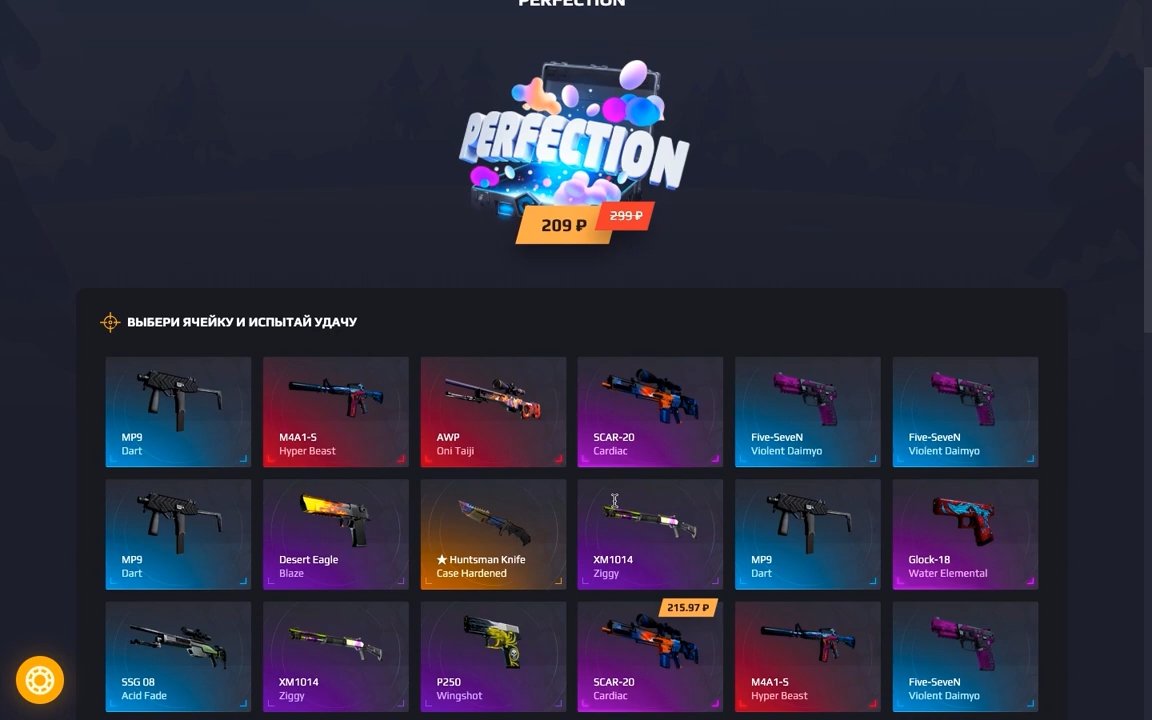 PERFECTION
PERFECTION
299 ₽
209 ₽
ВЫБЕРИ ЯЧЕЙКУ И ИСПЫТАЙ УДАЧУ
MP9
Dart
M4A1-S
Hyper Beast
AWP
Oni Taiji
SCAR-20
Cardiac
Five-SeveN
Violent Daimyo
Five-SeveN
Violent Daimyo
MP9
Dart
Desert Eagle
Blaze
★ Huntsman Knife
Case Hardened
XM1014
Ziggy
MP9
Dart
Glock-18
Water Elemental
SSG 08
Acid Fade
XM1014
Ziggy
P250
Wingshot
215.97 ₽
SCAR-20
Cardiac
M4A1-S
Hyper Beast
Five-SeveN
Violent Daimyo